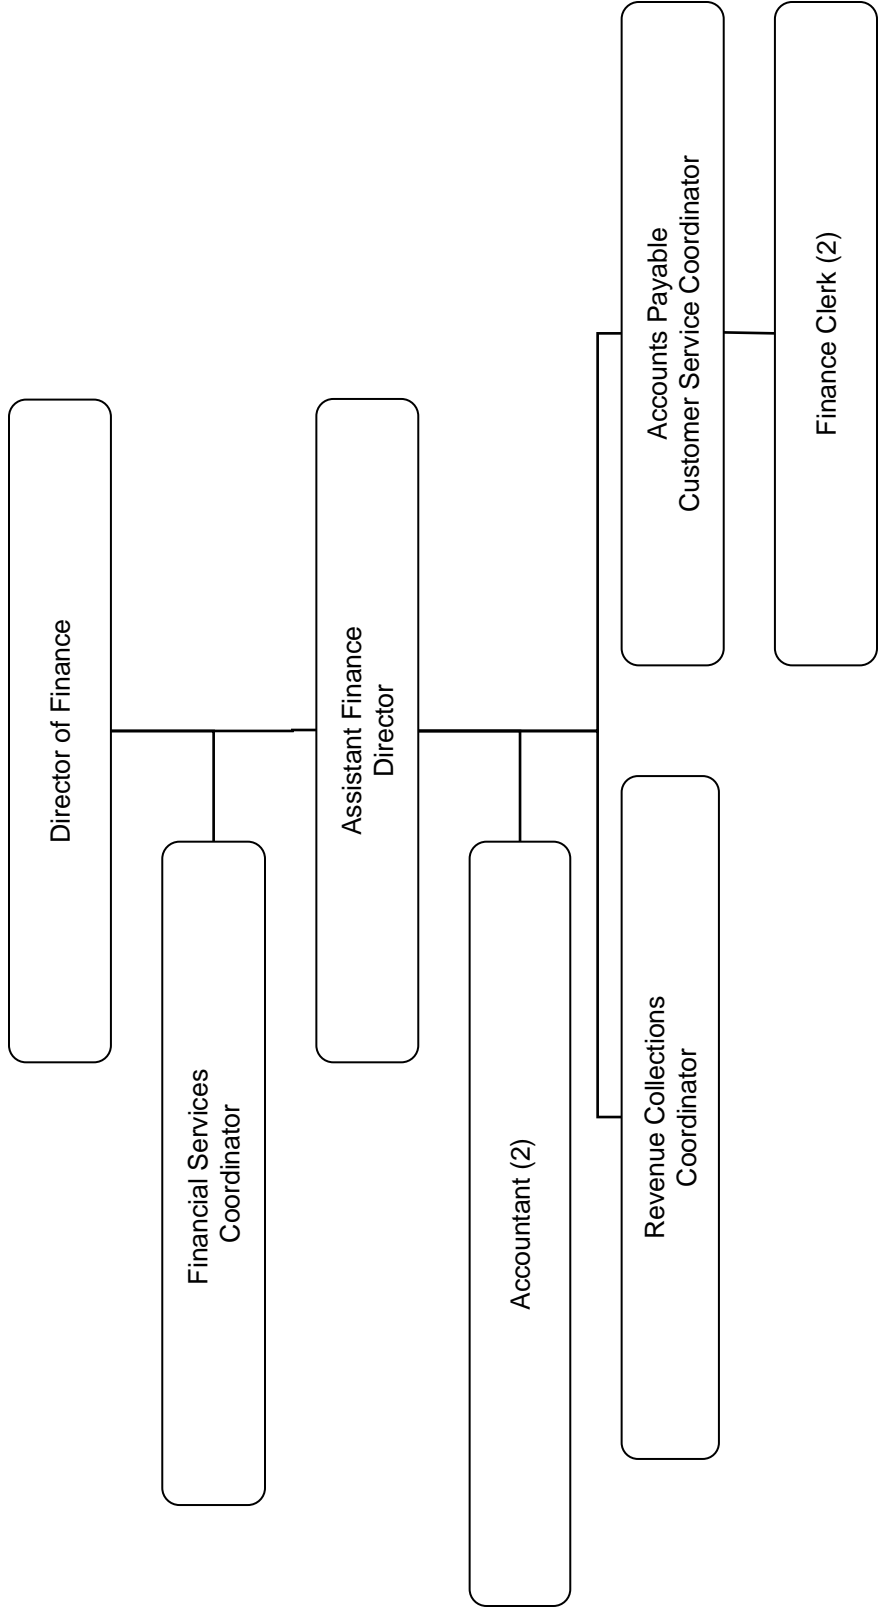 Director of Finance
Financial Services
Coordinator
Assistant Finance
Director
Accountant (2)
Revenue Collections
Coordinator
Accounts Payable
Customer Service Coordinator
Finance Clerk (2)